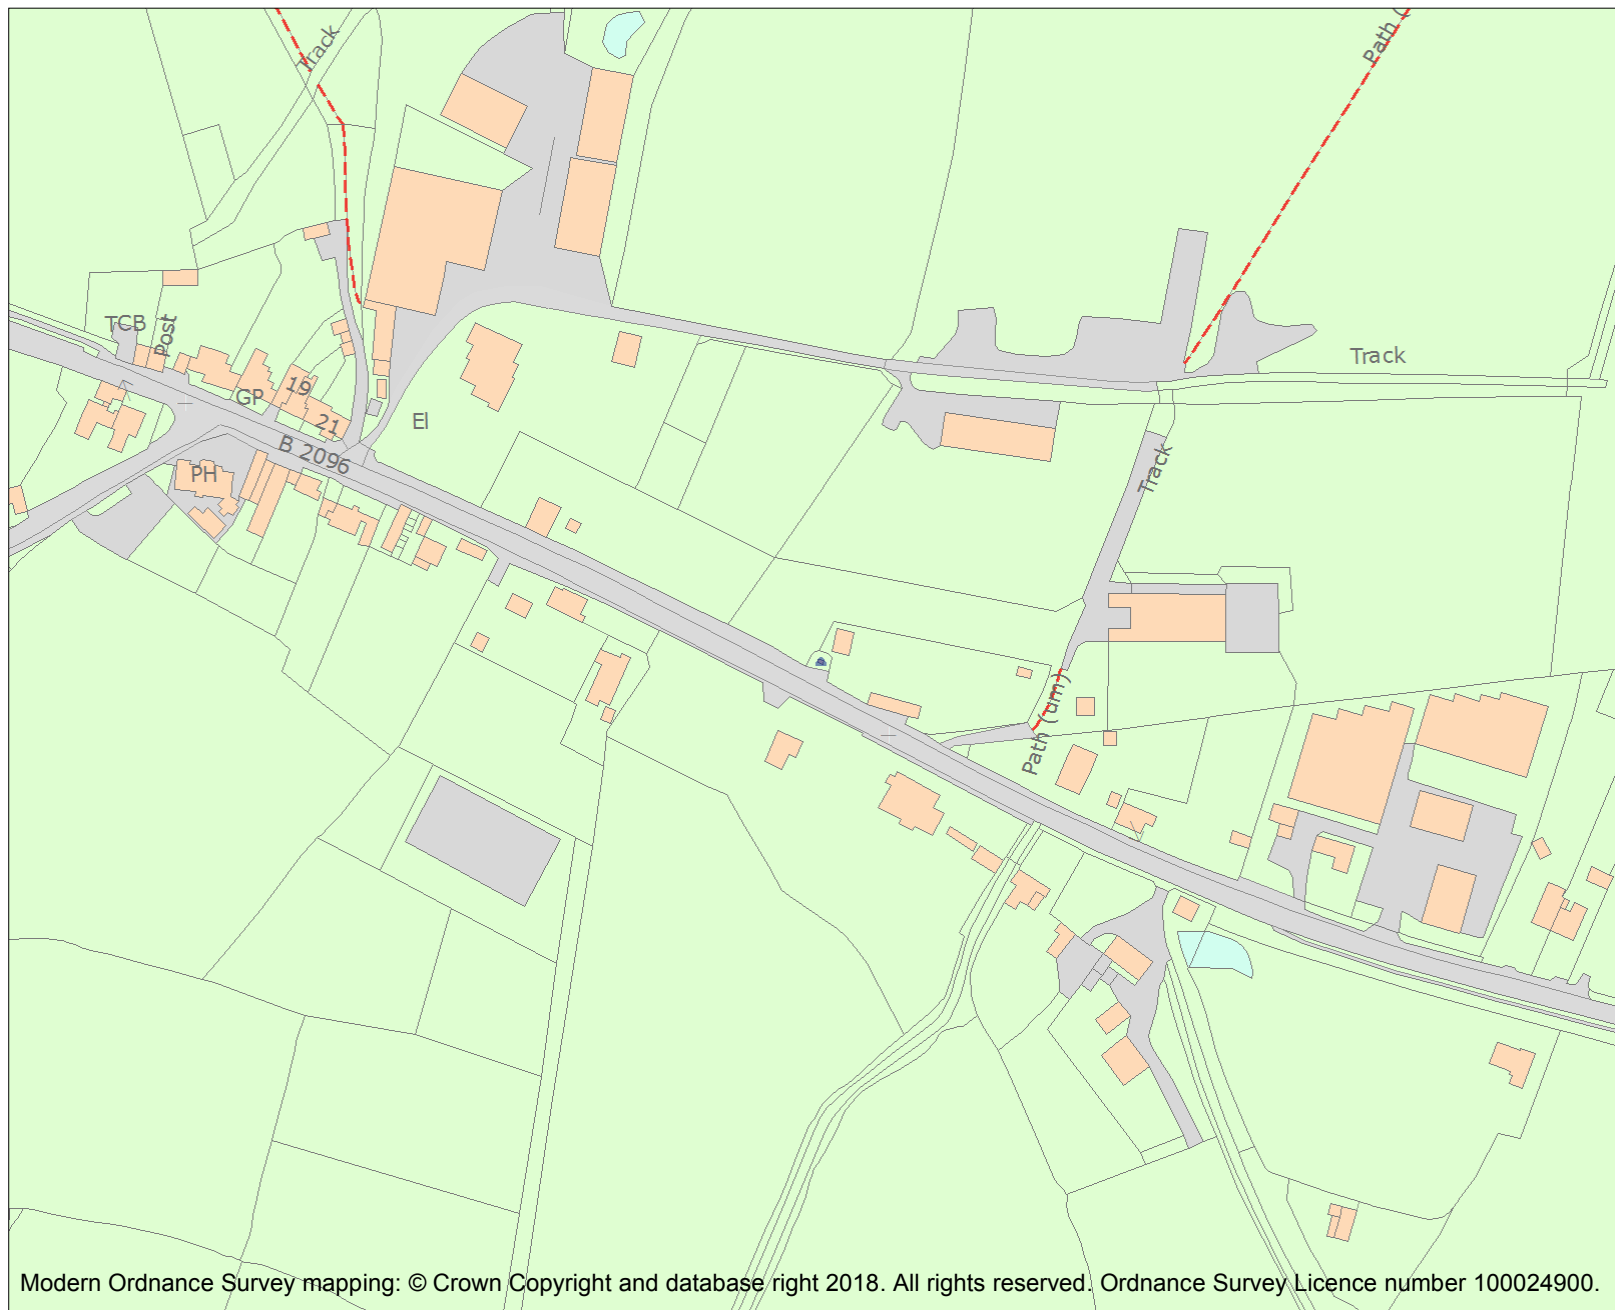 Track
Path (
TCB
Post
Track
GP
19
21
El
B 2096
PH
Track
Path (um)
Modern Ordnance Survey mapping: © Crown Copyright and database right 2018. All rights reserved. Ordnance Survey Licence number 100024900.